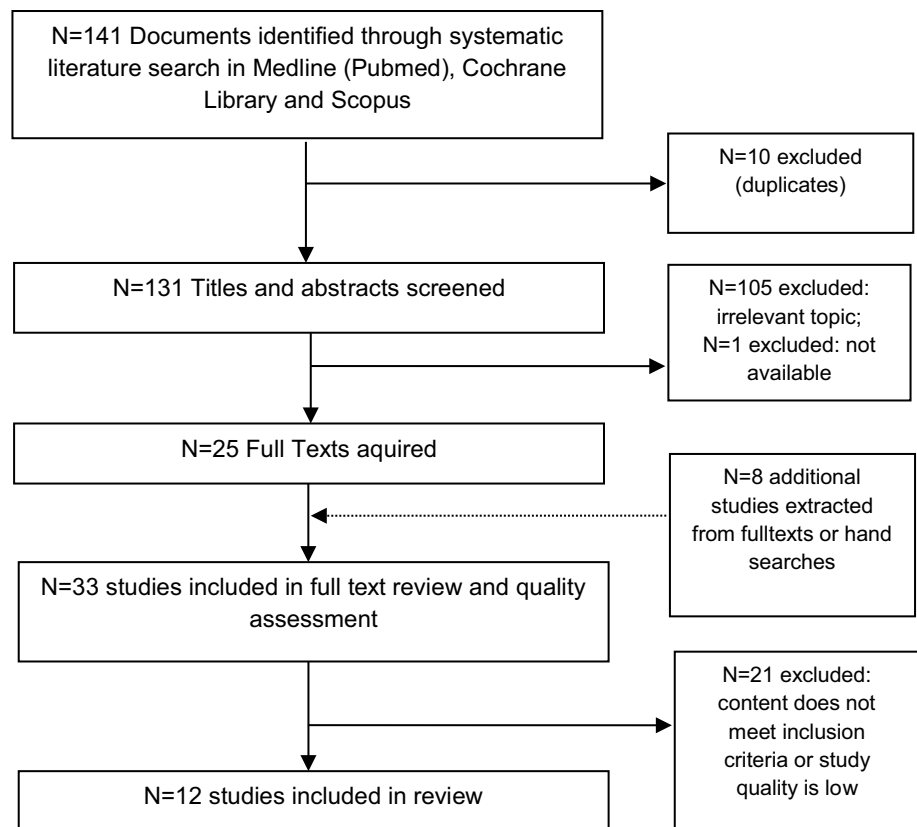 N=141 Documents identified through systematic
literature search in Medline (Pubmed), Cochrane
Library and Scopus
N=10 excluded
(duplicates)
N=131 Titles and abstracts screened
N=105 excluded:
irrelevant topic;
N=1 excluded: not
available
N=25 Full Texts aquired
N=8 additional
studies extracted
from fulltexts or hand
searches
N=33 studies included in full text review and quality
assessment
N=21 excluded:
content does not
meet inclusion
criteria or study
quality is low
N=12 studies included in review